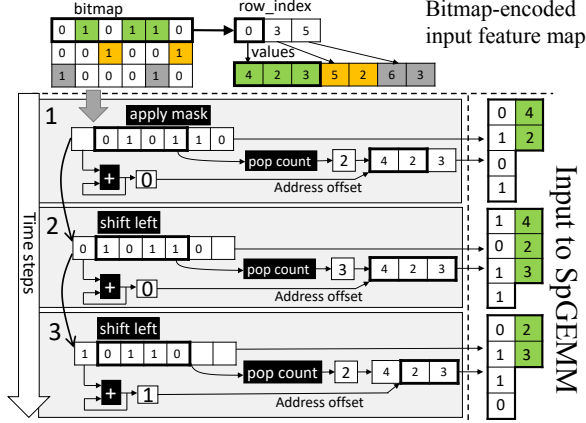 bitmap
row_index
Bitmap-encoded
input feature map
0 1 0 1 1 0
0 3 5
0 0 1 0 0 1
values
1 0 0 0 1 0
4 2 3 5 2 6 3
Time steps
1
apply mask
0 1 0 1 1 0
pop count
2
4 2 3
+
0
Address offset
0 4
1 2
0
1
2
shift left
0 1 0 1 1 0
pop count
3
4 2 3
+
0
Address offset
1 4
0 2
1 3
1
3
shift left
1 0 1 1 0
pop count
2
4 2 3
+
1
Address offset
0 2
1 3
1
0
Input to SpGEMM